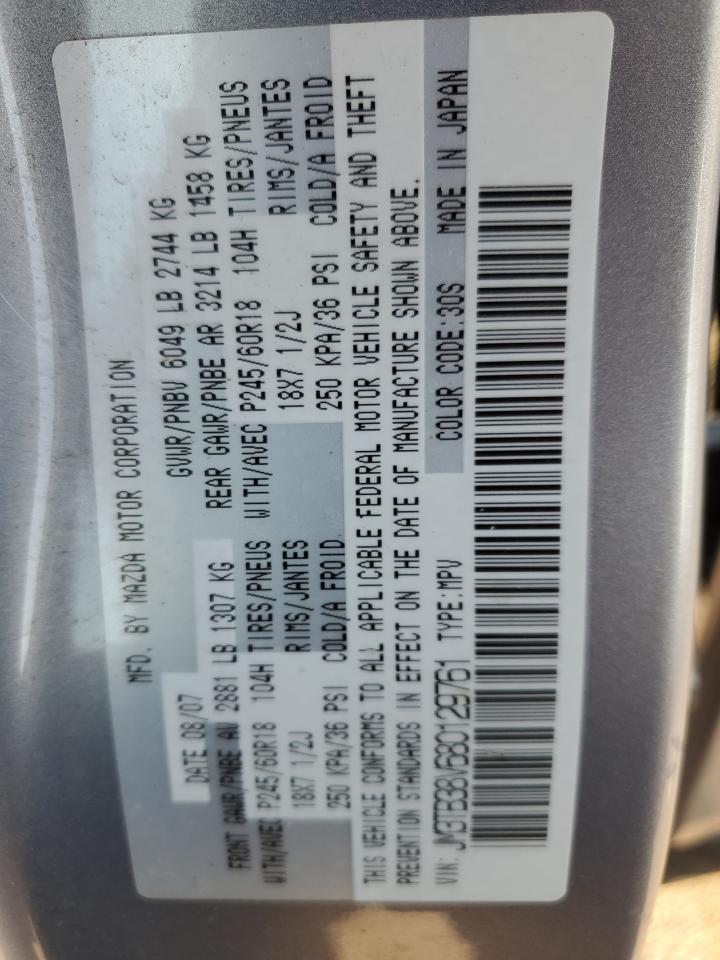 MFD. BY MAZDA MOTOR CORPORATION
DATE 08/07 GVWR/PNBV 6049 LB 2744 KG
FRONT GAWR/PNBE AV 2881 LB 1307 KG REAR GAWR/PNBE AR 3214 LB 1458 KG
WITH/AVEC P245/60R18 104H TIRES/PNEUS WITH/AVEC P245/60R18 104H TIRES/PNEUS
18X7 1/2J RIMS/JANTES 18X7 1/2J RIMS/JANTES
250 KPA/36 PSI COLD/A FROID 250 KPA/36 PSI COLD/A FROID
THIS VEHICLE CONFORMS TO ALL APPLICABLE FEDERAL MOTOR VEHICLE SAFETY AND THEFT
PREVENTION STANDARDS IN EFFECT ON THE DATE OF MANUFACTURE SHOWN ABOVE.
VIN: JM3TB38V680129761 TYPE:MPV COLOR CODE:30S MADE IN JAPAN